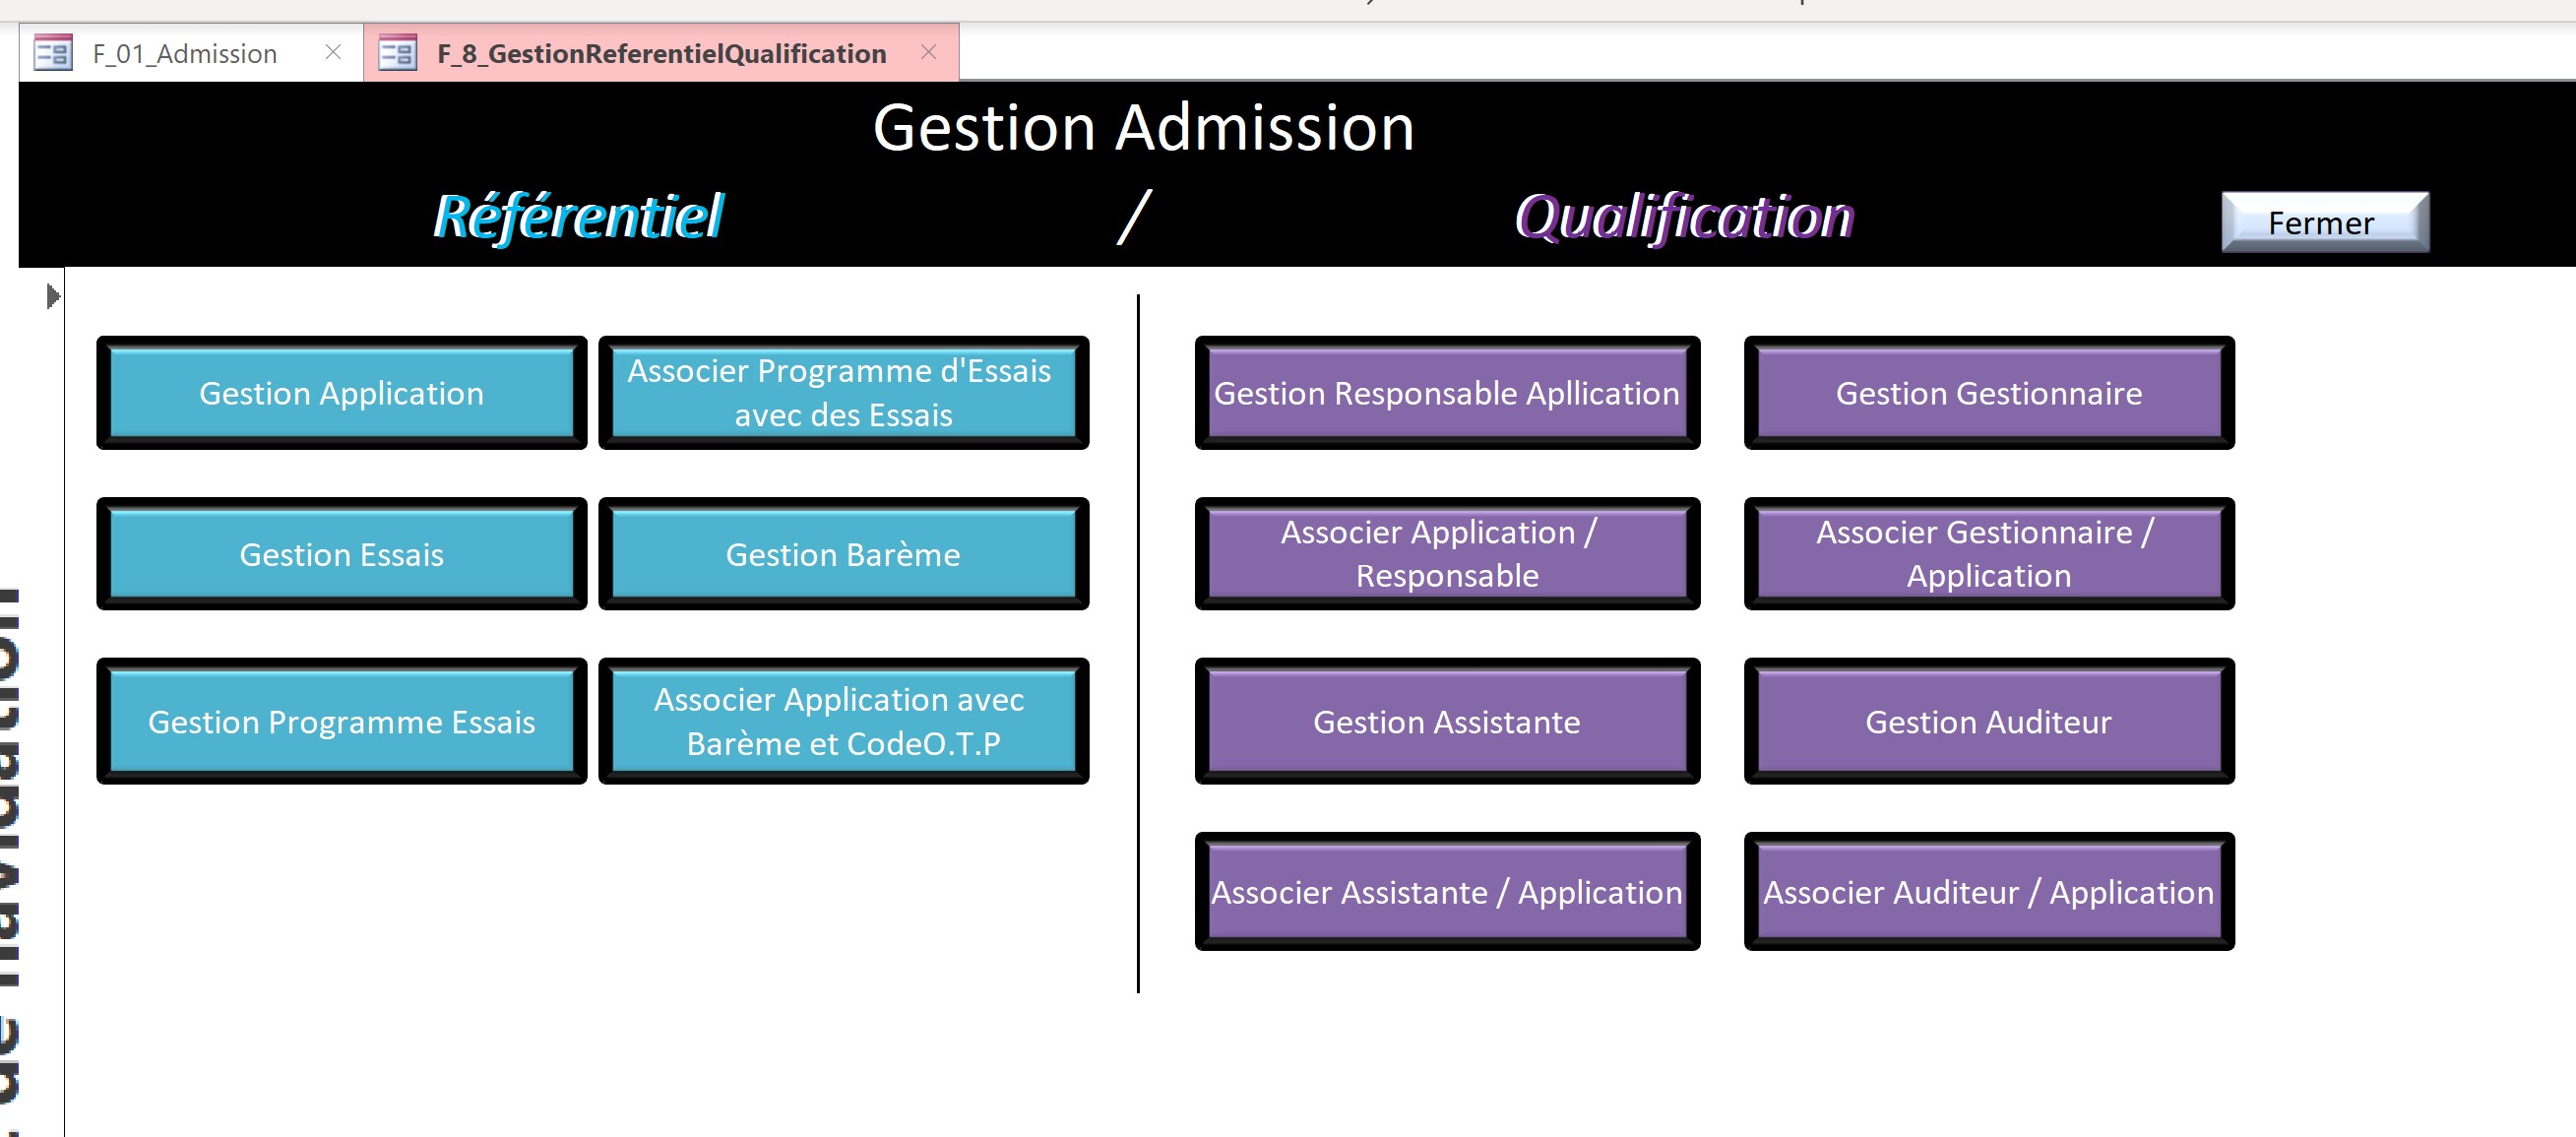 F_01_Admission
F_8_GestionReferentielQualification
Gestion Admission
Référentiel / Qualification
Fermer
Gestion Application
Associer Programme d'Essais
avec des Essais
Gestion Responsable Apllication
Gestion Gestionnaire
Gestion Essais
Gestion Barème
Associer Application /
Responsable
Associer Gestionnaire /
Application
Gestion Programme Essais
Associer Application avec
Barème et CodeO.T.P
Gestion Assistante
Gestion Auditeur
Associer Assistante / Application
Associer Auditeur / Application
de navigation